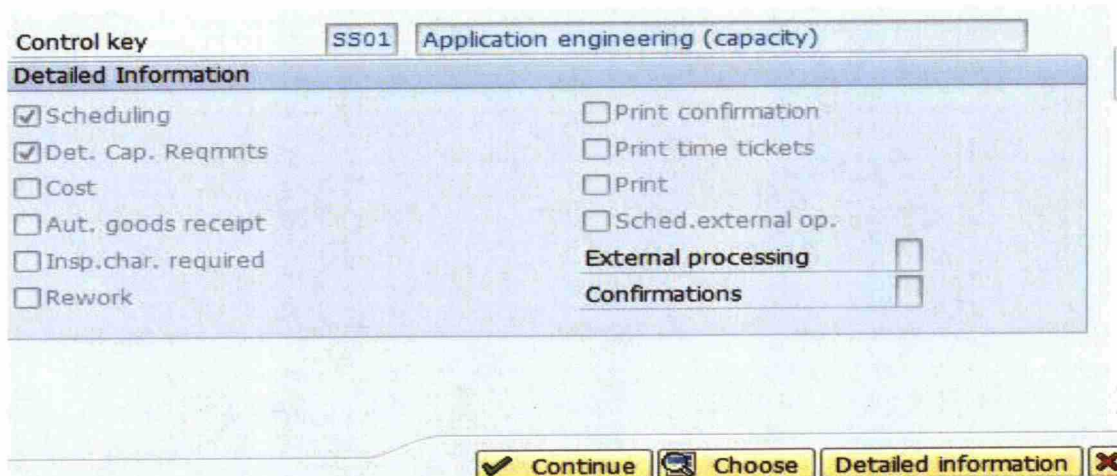 Control key SS01 Application engineering (capacity)
Detailed Information
Scheduling Print confirmation
Det. Cap. Reqmnts Print time tickets
Cost Print
Aut. goods receipt Sched.external op.
Insp.char. required External processing
Rework Confirmations
Continue Choose Detailed information